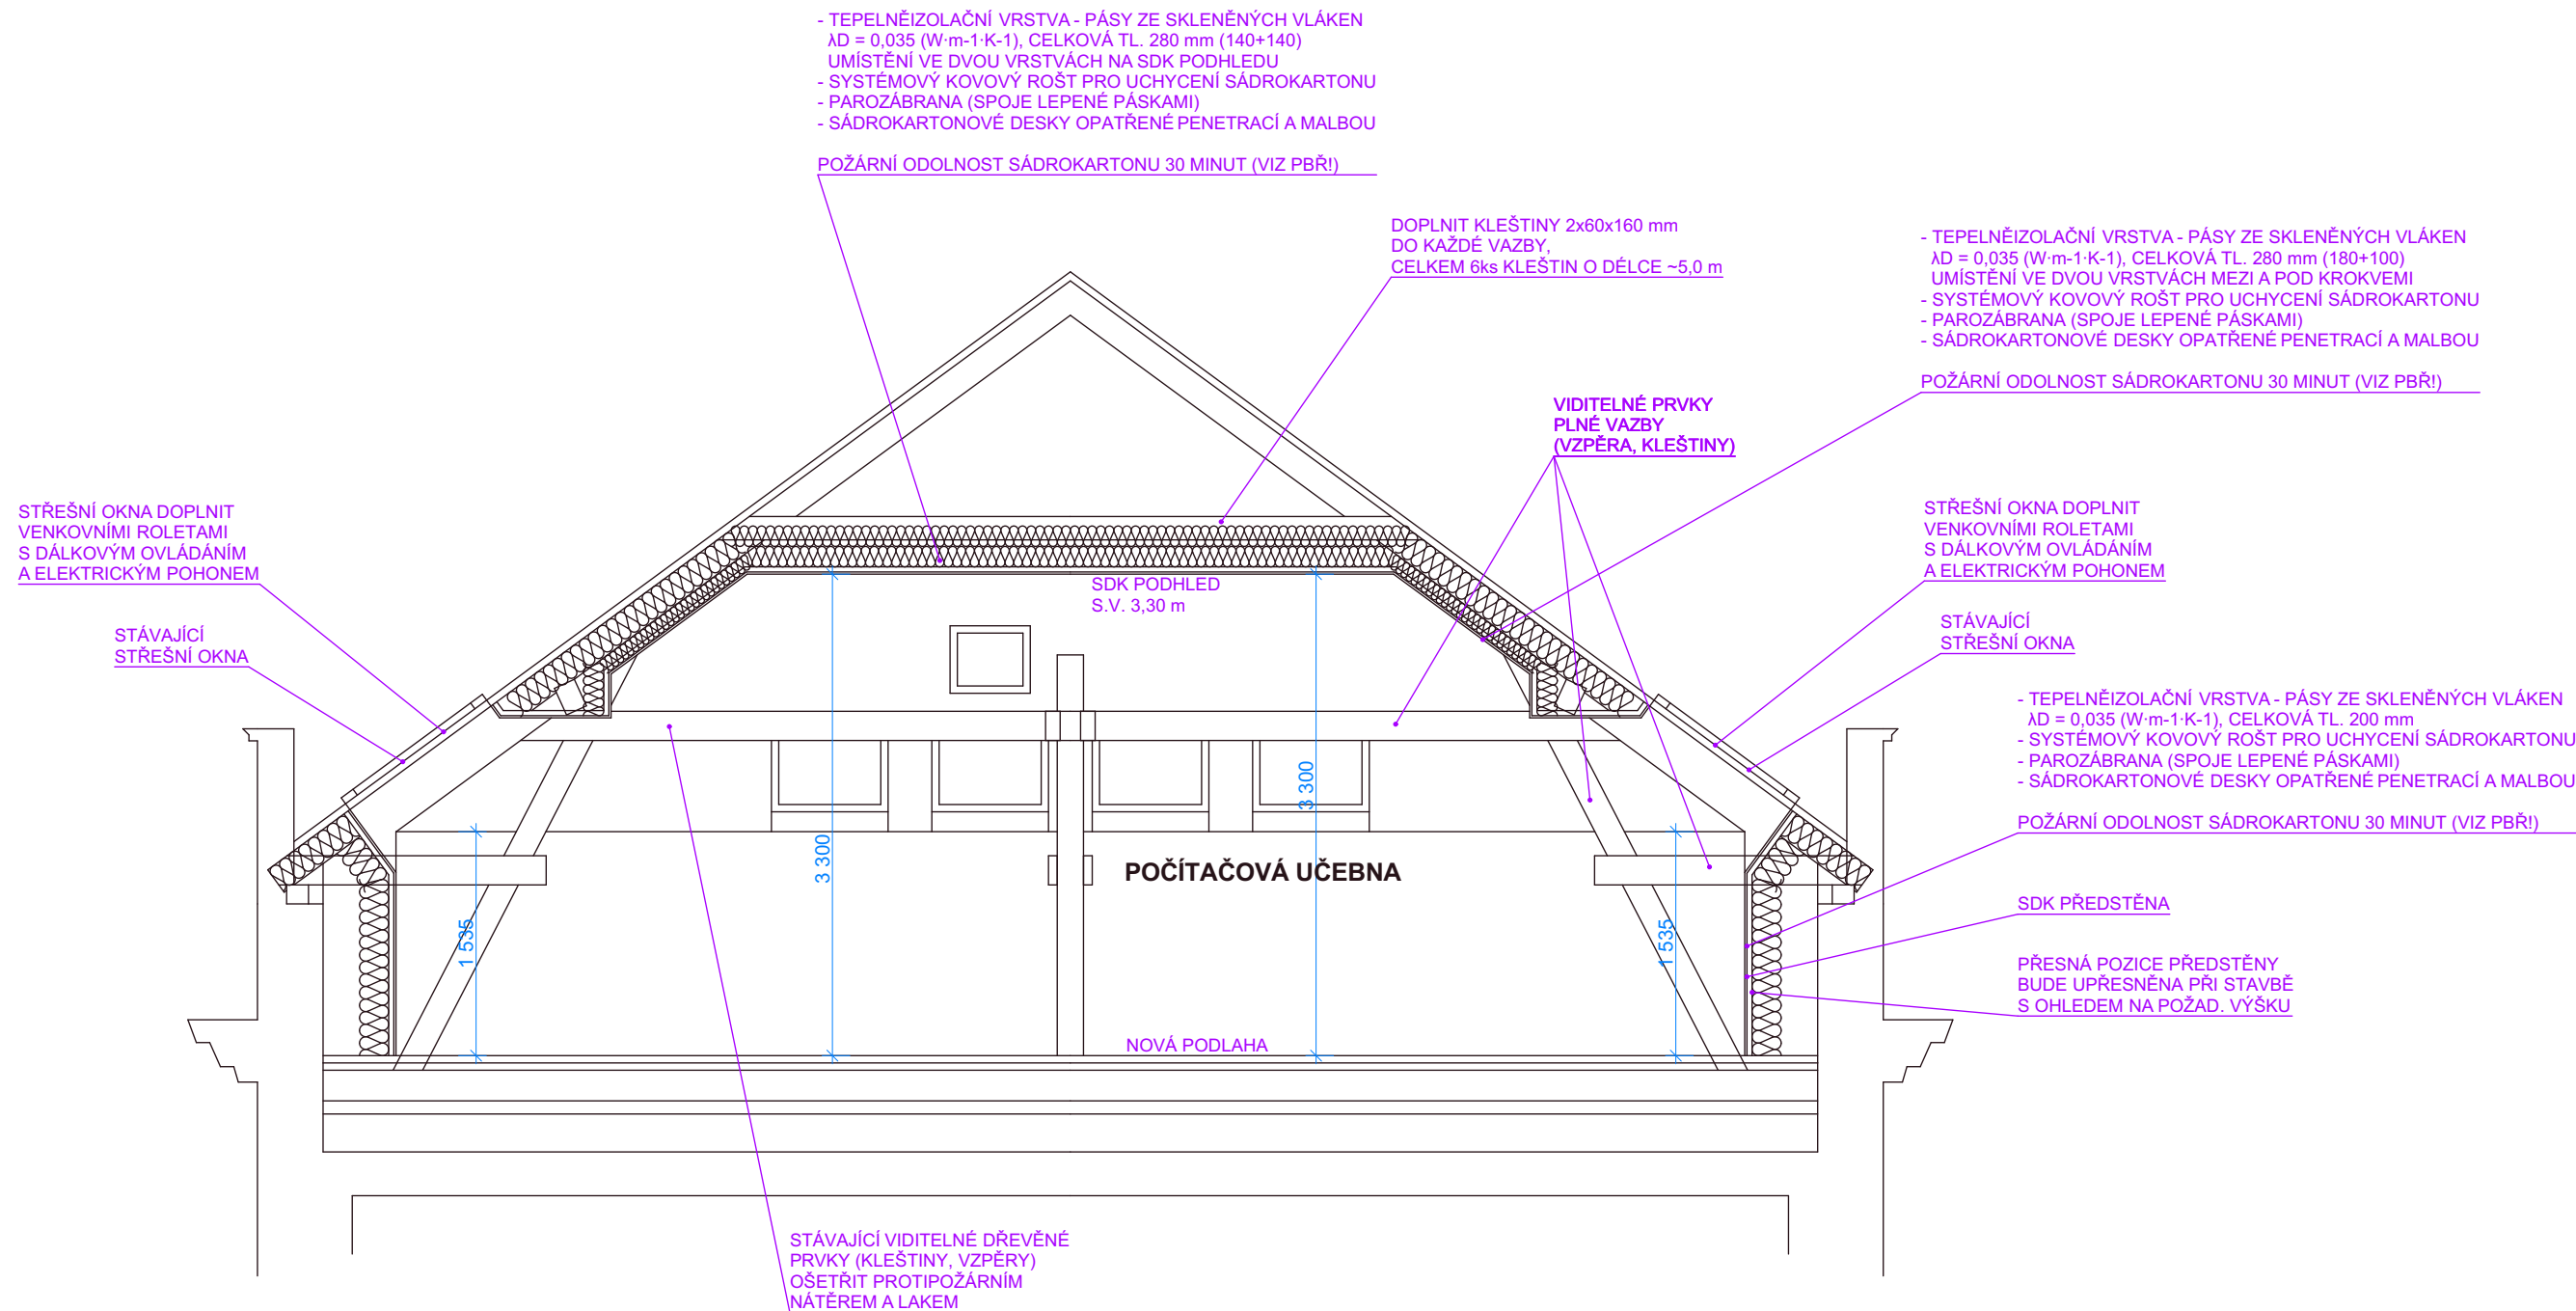 - TEPELNĚIZOLAČNÍ VRSTVA - PÁSY ZE SKLENĚNÝCH VLÁKEN
λD = 0,035 (W·m-1·K-1), CELKOVÁ TL. 280 mm (140+140)
UMÍSTĚNÍ VE DVOU VRSTVÁCH NA SDK PODHLEDU
- SYSTÉMOVÝ KOVOVÝ ROŠT PRO UCHYCENÍ SÁDROKARTONU
- PAROZÁBRANA (SPOJE LEPENÉ PÁSKAMI)
- SÁDROKARTONOVÉ DESKY OPATŘENÉ PENETRACÍ A MALBOU
POŽÁRNÍ ODOLNOST SÁDROKARTONU 30 MINUT (VIZ PBŘ!)
DOPLNIT KLEŠTINY 2x60x160 mm
DO KAŽDÉ VAZBY,
CELKEM 6ks KLEŠTIN O DÉLCE ~5,0 m
- TEPELNĚIZOLAČNÍ VRSTVA - PÁSY ZE SKLENĚNÝCH VLÁKEN
λD = 0,035 (W·m-1·K-1), CELKOVÁ TL. 280 mm (180+100)
UMÍSTĚNÍ VE DVOU VRSTVÁCH MEZI A POD KROKVEMI
- SYSTÉMOVÝ KOVOVÝ ROŠT PRO UCHYCENÍ SÁDROKARTONU
- PAROZÁBRANA (SPOJE LEPENÉ PÁSKAMI)
- SÁDROKARTONOVÉ DESKY OPATŘENÉ PENETRACÍ A MALBOU
POŽÁRNÍ ODOLNOST SÁDROKARTONU 30 MINUT (VIZ PBŘ!)
VIDITELNÉ PRVKY
PLNÉ VAZBY
(VZPĚRA, KLEŠTINY)
STŘEŠNÍ OKNA DOPLNIT
VENKOVNÍMI ROLETAMI
S DÁLKOVÝM OVLÁDÁNÍM
A ELEKTRICKÝM POHONEM
STÁVAJÍCÍ
STŘEŠNÍ OKNA
STŘEŠNÍ OKNA DOPLNIT
VENKOVNÍMI ROLETAMI
S DÁLKOVÝM OVLÁDÁNÍM
A ELEKTRICKÝM POHONEM
STÁVAJÍCÍ
STŘEŠNÍ OKNA
SDK PODHLED
S.V. 3,30 m
- TEPELNĚIZOLAČNÍ VRSTVA - PÁSY ZE SKLENĚNÝCH VLÁKEN
λD = 0,035 (W·m-1·K-1), CELKOVÁ TL. 200 mm
- SYSTÉMOVÝ KOVOVÝ ROŠT PRO UCHYCENÍ SÁDROKARTONU
- PAROZÁBRANA (SPOJE LEPENÉ PÁSKAMI)
- SÁDROKARTONOVÉ DESKY OPATŘENÉ PENETRACÍ A MALBOU
POŽÁRNÍ ODOLNOST SÁDROKARTONU 30 MINUT (VIZ PBŘ!)
3 300
3 300
POČÍTAČOVÁ UČEBNA
1 535
1 535
SDK PŘEDSTĚNA
PŘESNÁ POZICE PŘEDSTĚNY
BUDE UPŘESNĚNA PŘI STAVBĚ
S OHLEDEM NA POŽAD. VÝŠKU
NOVÁ PODLAHA
STÁVAJÍCÍ VIDITELNÉ DŘEVĚNÉ
PRVKY (KLEŠTINY, VZPĚRY)
OŠETŘIT PROTIPOŽÁRNÍM
NÁTĚREM A LAKEM